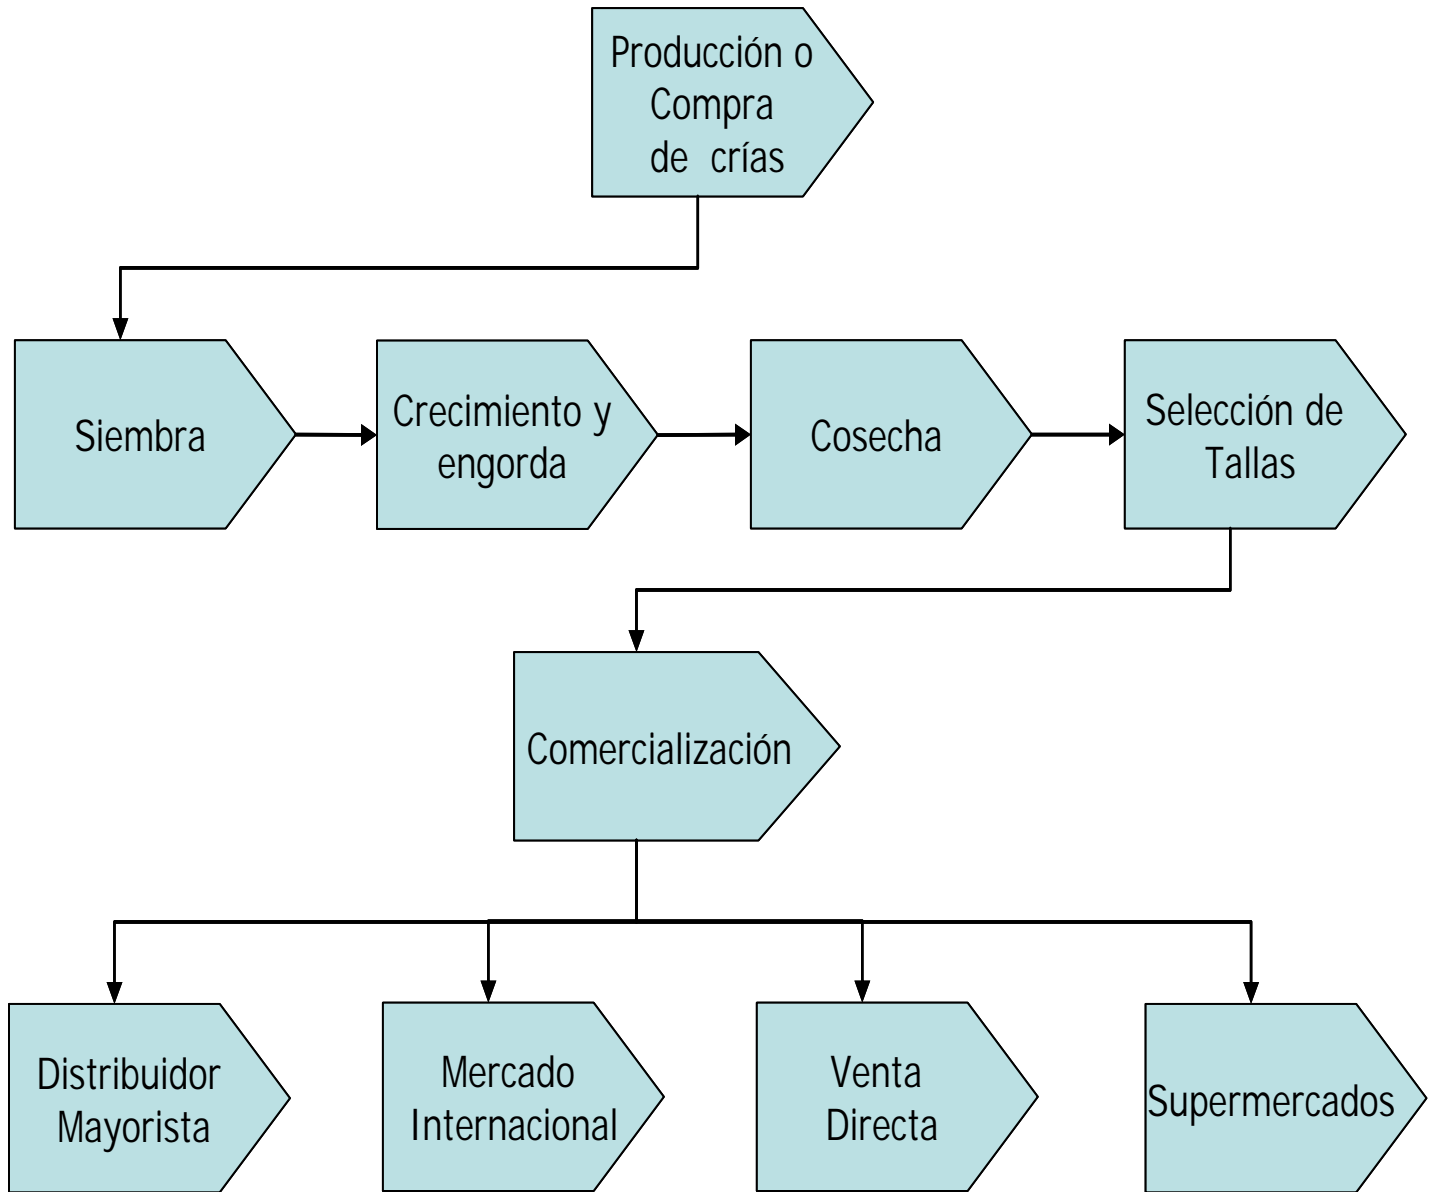 Producción o
Compra
de crías
Siembra
Crecimiento y
engorda
Cosecha
Selección de
Tallas
Comercialización
Distribuidor
Mayorista
Mercado
Internacional
Venta
Directa
Supermercados